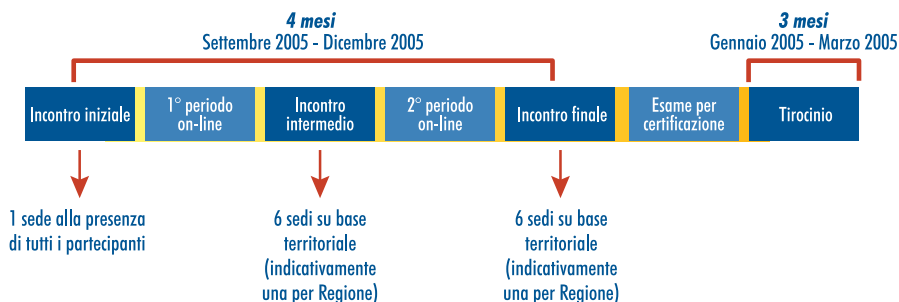 4 mesi
Settembre 2005 - Dicembre 2005
3 mesi
Gennaio 2005 - Marzo 2005
Incontro iniziale
1° periodo
on-line
Incontro
intermedio
2° periodo
on-line
Incontro finale
Esame per
certificazione
Tirocinio
1 sede alla presenza
di tutti i partecipanti
6 sedi su base
territoriale
(indicativamente
una per Regione)
6 sedi su base
territoriale
(indicativamente
una per Regione)